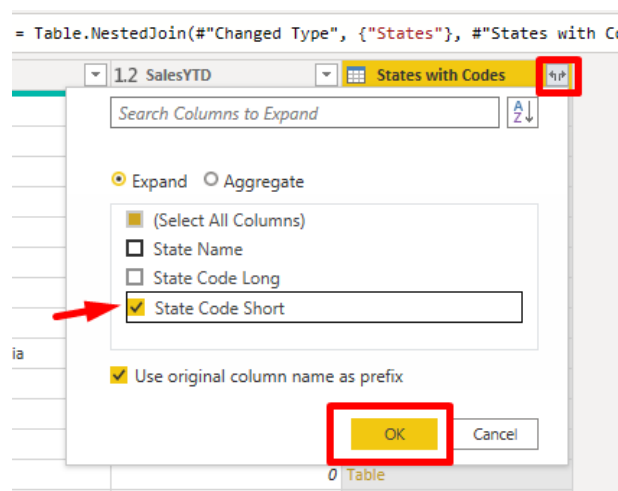 = Table.NestedJoin(#"Changed Type", {"States"}, #"States with Co
1.2 SalesYTD States with Codes
Search Columns to Expand
A
Z
Expand Aggregate
(Select All Columns)
State Name
State Code Long
State Code Short
ia
Use original column name as prefix
OK Cancel
0 Table